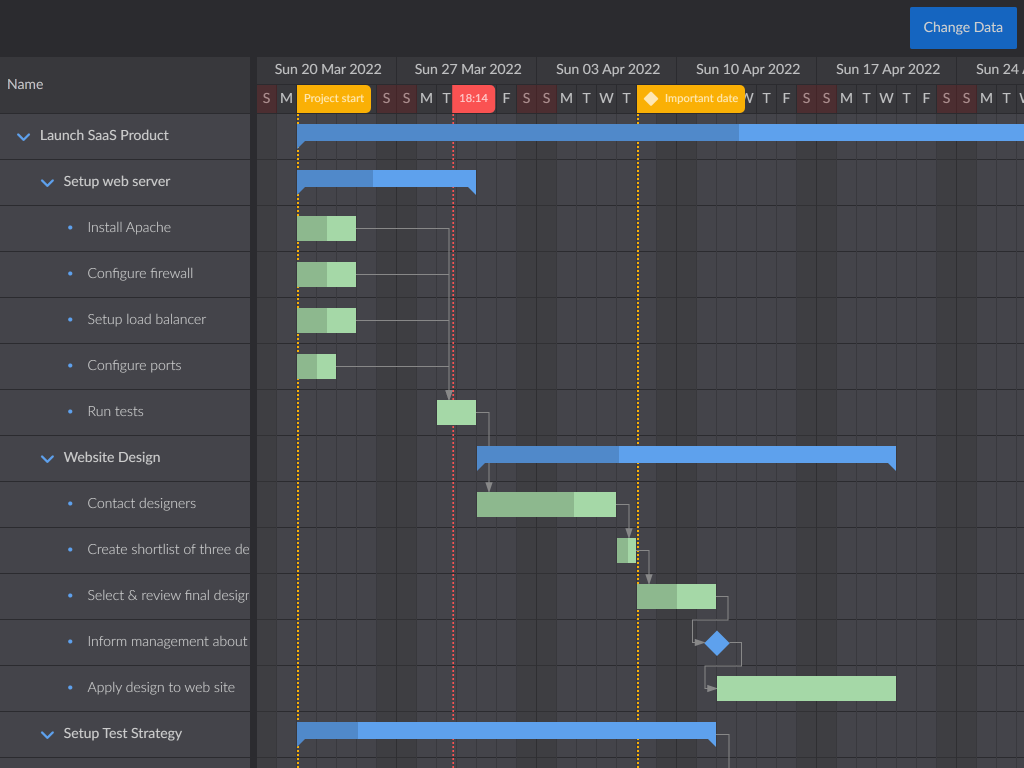 Change Data
Name
Sun 20 Mar 2022 Sun 27 Mar 2022 Sun 03 Apr 2022 Sun 10 Apr 2022 Sun 17 Apr 2022 Sun 24
S M Project start S S M T 18:14 F S S M T W T Important date W T F S S M T W T F S S M T W
Launch SaaS Product
Setup web server
Install Apache
Configure firewall
Setup load balancer
Configure ports
Run tests
Website Design
Contact designers
Create shortlist of three de
Select & review final design
Inform management about
Apply design to web site
Setup Test Strategy